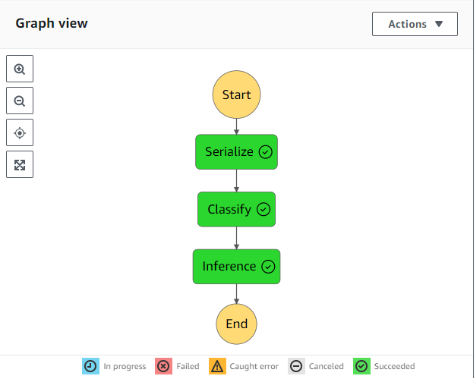 Graph view
Actions
Start
Serialize
Classify
Inference
End
In progress Failed Caught error Canceled Succeeded